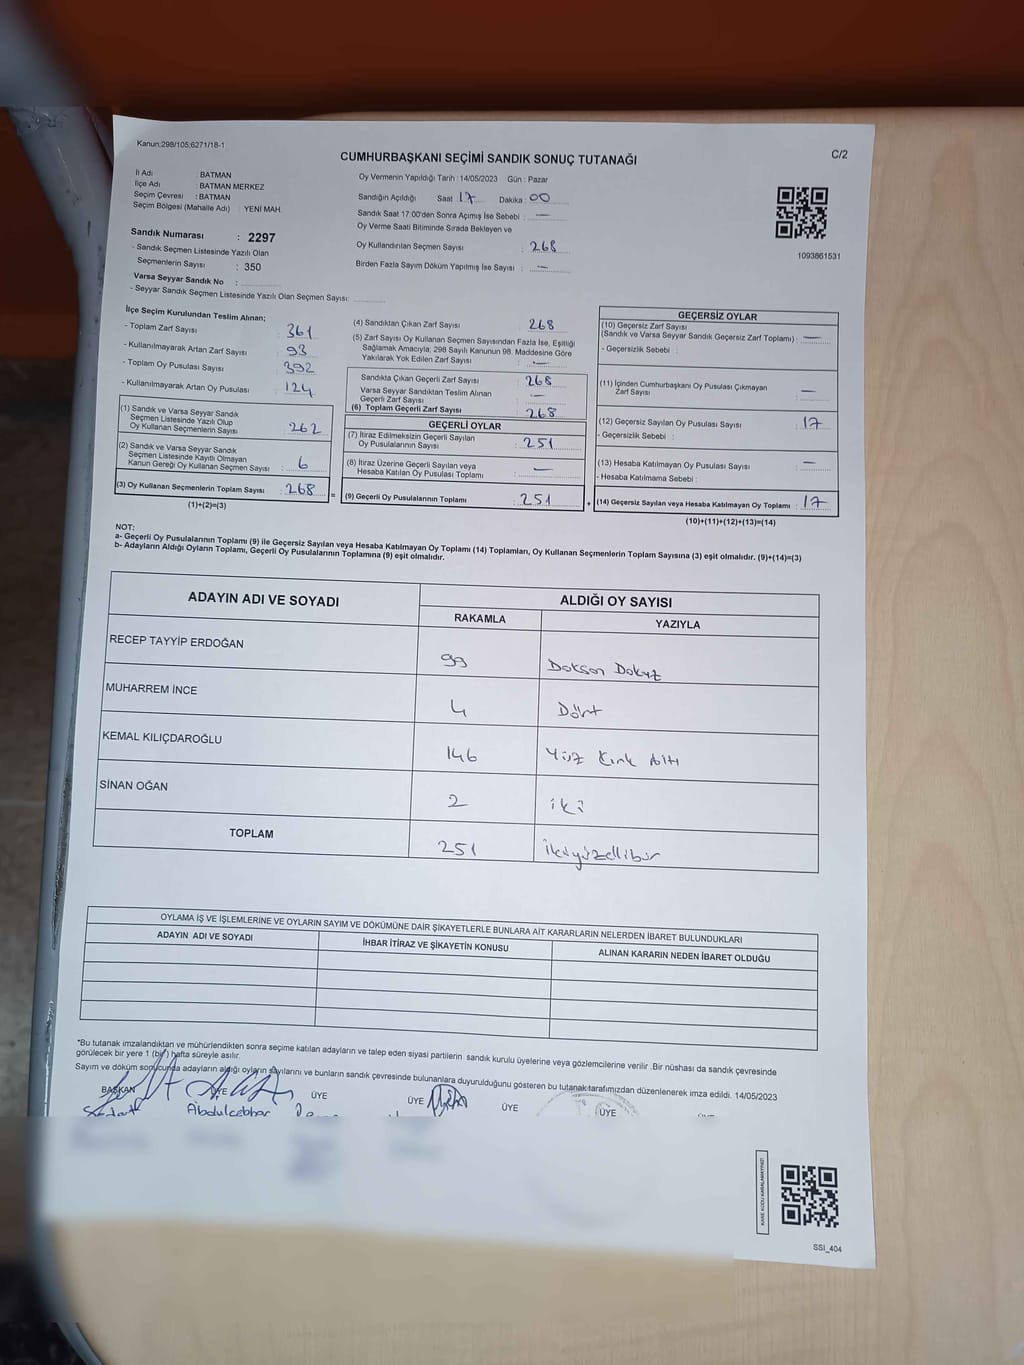 Kanun:298/105;6271/18-1
C/2
CUMHURBAŞKANI SEÇİMİ SANDIK SONUÇ TUTANAĞI
İl Adı : BATMAN
İlçe Adı : BATMAN MERKEZ
Seçim Çevresi : BATMAN
Seçim Bölgesi (Mahalle Adı) : YENİ MAH.
Sandık Numarası : 2297
- Sandık Seçmen Listesinde Yazılı Olan
Seçmenlerin Sayısı : 350
Varsa Seyyar Sandık No :
- Seyyar Sandık Seçmen Listesinde Yazılı Olan Seçmen Sayısı:
Oy Vermenin Yapıldığı Tarih : 14/05/2023 Gün : Pazar
Sandığın Açıldığı Saat 17 Dakika : 00
Sandık Saat 17:00'den Sonra Açımış İse Sebebi : —
Oy Verme Saati Bitiminde Sırada Bekleyen ve
Oy Kullandırılan Seçmen Sayısı : 268
Birden Fazla Sayım Döküm Yapılmış İse Sayısı : —
1093861531
İlçe Seçim Kurulundan Teslim Alınan;
- Toplam Zarf Sayısı : 361
- Kullanılmayarak Artan Zarf Sayısı : 93
- Toplam Oy Pusulası Sayısı : 392
- Kullanılmayarak Artan Oy Pusulası : 124
(1) Sandık ve Varsa Seyyar Sandık
Seçmen Listesinde Yazılı Olup
Oy Kullanan Seçmenlerin Sayısı : 262
(2) Sandık ve Varsa Seyyar Sandık
Seçmen Listesinde Kayıtlı Olmayan
Kanun Gereği Oy Kullanan Seçmen Sayısı : 6
(3) Oy Kullanan Seçmenlerin Toplam Sayısı : 268
(1)+(2)=(3)
=
(4) Sandıktan Çıkan Zarf Sayısı : 268
(5) Zarf Sayısı Oy Kullanan Seçmen Sayısından Fazla İse, Eşitliği
Sağlamak Amacıyla, 298 Sayılı Kanunun 98. Maddesine Göre
Yakılarak Yok Edilen Zarf Sayısı : —
Sandıkta Çıkan Geçerli Zarf Sayısı : 268
Varsa Seyyar Sandıktan Teslim Alınan
Geçerli Zarf Sayısı : —
(6) Toplam Geçerli Zarf Sayısı : 268
GEÇERLİ OYLAR
(7) İtiraz Edilmeksizin Geçerli Sayılan
Oy Pusulalarının Sayısı : 251
(8) İtiraz Üzerine Geçerli Sayılan veya
Hesaba Katılan Oy Pusulası Toplamı : —
(9) Geçerli Oy Pusulalarının Toplamı : 251
+
GEÇERSİZ OYLAR
(10) Geçersiz Zarf Sayısı
(Sandık ve Varsa Seyyar Sandık Geçersiz Zarf Toplamı) : —
- Geçersizlik Sebebi :
(11) İçinden Cumhurbaşkanı Oy Pusulası Çıkmayan
Zarf Sayısı : —
(12) Geçersiz Sayılan Oy Pusulası Sayısı : 17
- Geçersizlik Sebebi :
(13) Hesaba Katılmayan Oy Pusulası Sayısı : —
- Hesaba Katılmama Sebebi :
(14) Geçersiz Sayılan veya Hesaba Katılmayan Oy Toplamı : 17
(10)+(11)+(12)+(13)=(14)
NOT:
a- Geçerli Oy Pusulalarının Toplamı (9) ile Geçersiz Sayılan veya Hesaba Katılmayan Oy Toplamı (14) Toplamları, Oy Kullanan Seçmenlerin Toplam Sayısına (3) eşit olmalıdır. (9)+(14)=(3)
b- Adayların Aldığı Oyların Toplamı, Geçerli Oy Pusulalarının Toplamına (9) eşit olmalıdır.
ADAYIN ADI VE SOYADI ALDIĞI OY SAYISI
RAKAMLA YAZIYLA
RECEP TAYYİP ERDOĞAN 99 Doksan Dokuz
MUHARREM İNCE 4 Dört
KEMAL KILIÇDAROĞLU 146 Yüz Kırk Altı
SİNAN OĞAN 2 iki
TOPLAM 251 ikiyüzellibir
OYLAMA İŞ VE İŞLEMLERİNE VE OYLARIN SAYIM VE DÖKÜMÜNE DAİR ŞİKAYETLERLE BUNLARA AİT KARARLARIN NELERDEN İBARET BULUNDUKLARI
ADAYIN ADI VE SOYADI İHBAR İTİRAZ VE ŞİKAYETİN KONUSU ALINAN KARARIN NEDEN İBARET OLDUĞU
*Bu tutanak imzalandıktan ve mühürlendikten sonra seçime katılan adayların ve talep eden siyasi partilerin sandık kurulu üyelerine veya gözlemcilerine verilir .Bir nüshası da sandık çevresinde
görülecek bir yere 1 (bir) hafta süreyle asılır.
Sayım ve döküm sonucunda adayların aldığı oyların sayılarını ve bunların sandık çevresinde bulunanlara duyurulduğunu gösteren bu tutanak tarafımızdan düzenlenerek imza edildi. 14/05/2023
BAŞKAN ÜYE ÜYE ÜYE ÜYE
Abdulcebbar
KARE KODU KARALAMAYINIZ!
SSI_404